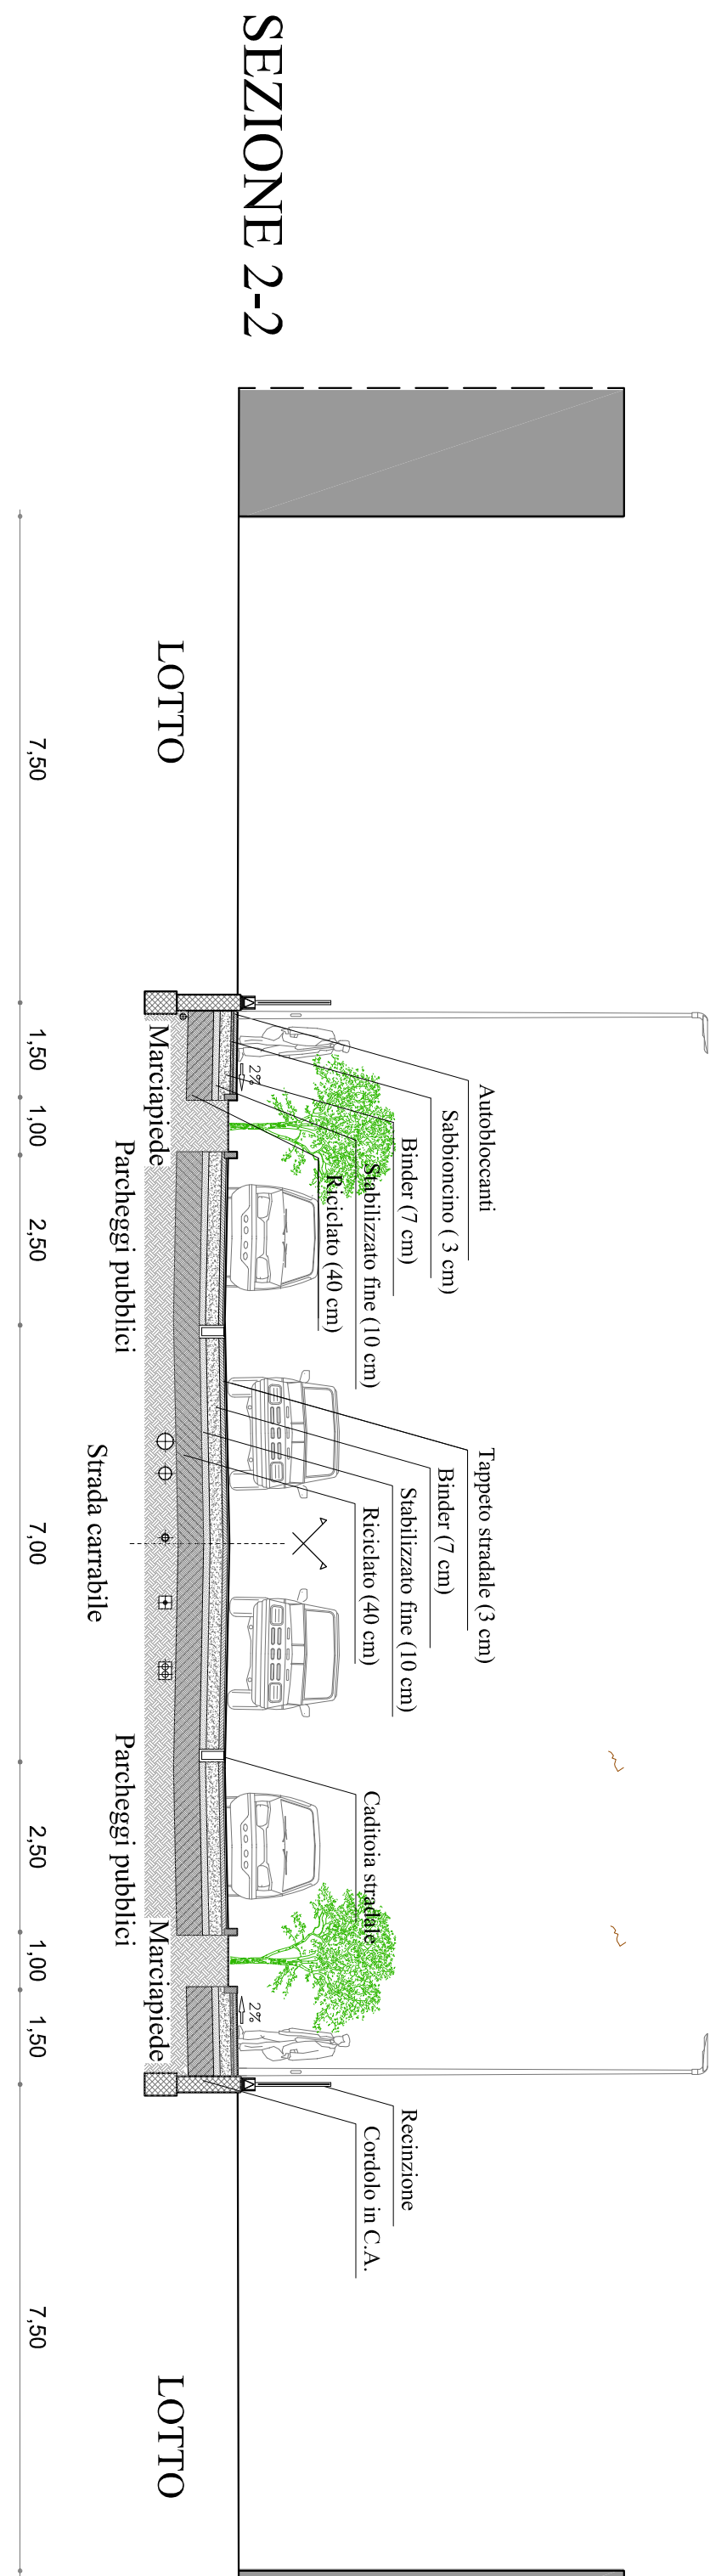 SEZIONE 2-2
Autobloccanti
Sabbioncino ( 3 cm)
Binder (7 cm)
Stabilizzato fine (10 cm)
Riciclato (40 cm)
Tappeto stradale (3 cm)
Binder (7 cm)
Stabilizzato fine (10 cm)
Riciclato (40 cm)
Caditoia stradale
Recinzione
Cordolo in C.A.
2%
2%
LOTTO
Marciapiede
Parcheggi pubblici
Strada carrabile
Parcheggi pubblici
Marciapiede
LOTTO
7,50
1,50
1,00
2,50
7,00
2,50
1,00
1,50
7,50